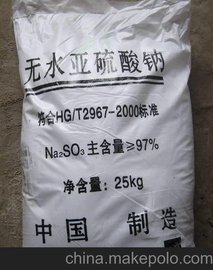 无水亚硫酸钠
符合HG/T2967-2000标准
Na₂SO₃主含量≥97%
净含量：25kg
中国 制造
china.makepolo.com